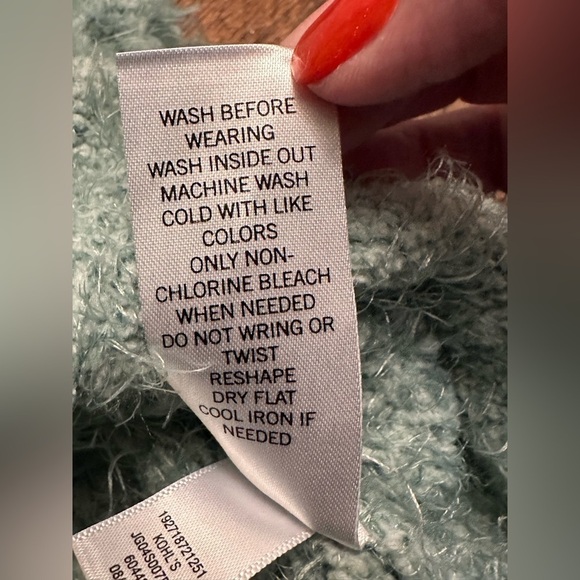 WASH BEFORE
WEARING
WASH INSIDE OUT
MACHINE WASH
COLD WITH LIKE
COLORS
ONLY NON-
CHLORINE BLEACH
WHEN NEEDED
DO NOT WRING OR
TWIST
RESHAPE
DRY FLAT
COOL IRON IF
NEEDED
192718721251
KOHL'S